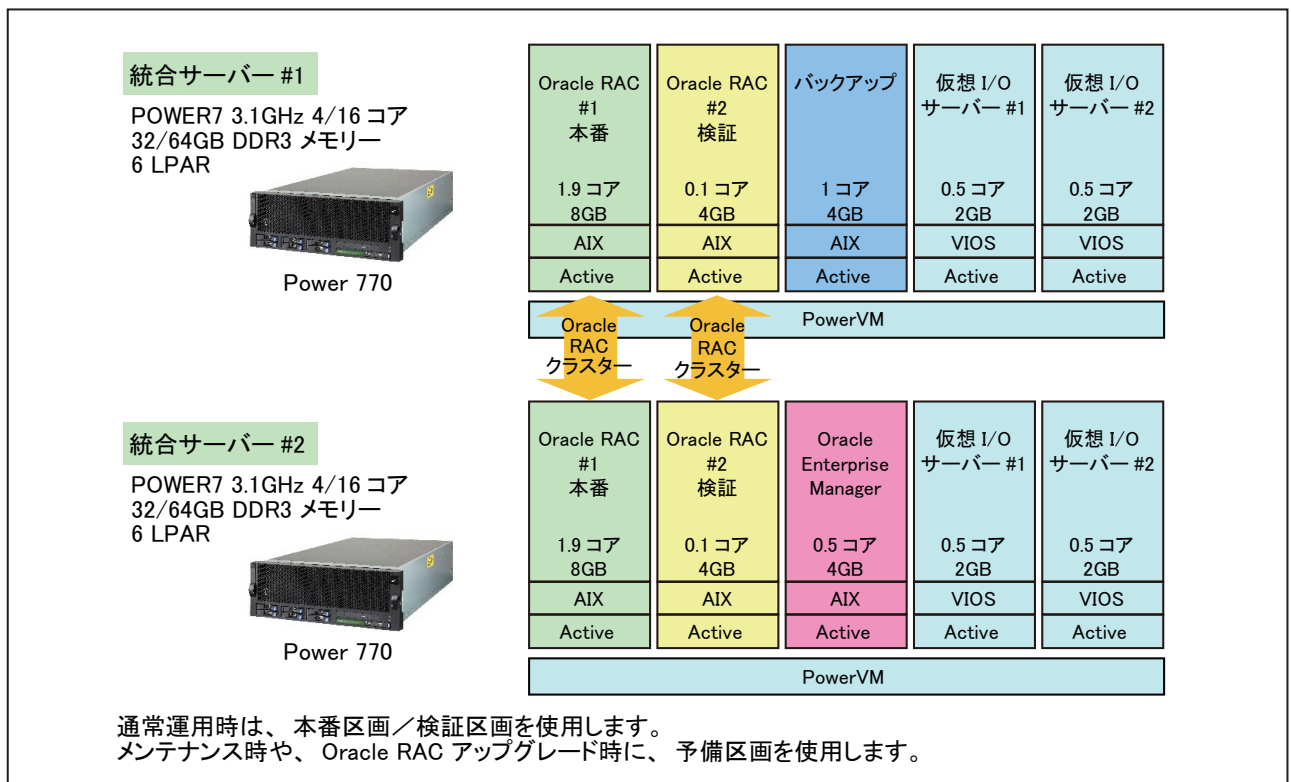 統合サーバー #1
POWER7 3.1GHz 4/16 コア
32/64GB DDR3 メモリー
6 LPAR
Power 770
Oracle RAC
#1
本番
1.9 コア
8GB
AIX
Active
Oracle RAC
#2
検証
0.1 コア
4GB
AIX
Active
バックアップ
1 コア
4GB
AIX
Active
仮想 I/O
サーバー #1
0.5 コア
2GB
VIOS
Active
仮想 I/O
サーバー #2
0.5 コア
2GB
VIOS
Active
PowerVM
Oracle
RAC
クラスター
Oracle
RAC
クラスター
統合サーバー #2
POWER7 3.1GHz 4/16 コア
32/64GB DDR3 メモリー
6 LPAR
Power 770
Oracle RAC
#1
本番
1.9 コア
8GB
AIX
Active
Oracle RAC
#2
検証
0.1 コア
4GB
AIX
Active
Oracle
Enterprise
Manager
0.5 コア
4GB
AIX
Active
仮想 I/O
サーバー #1
0.5 コア
2GB
VIOS
Active
仮想 I/O
サーバー #2
0.5 コア
2GB
VIOS
Active
PowerVM
通常運用時は、本番区画／検証区画を使用します。
メンテナンス時や、Oracle RAC アップグレード時に、予備区画を使用します。